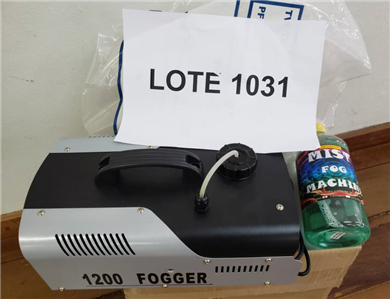 LOTE 1031
MIST
FOG
MACHINE
1200 FOGGER